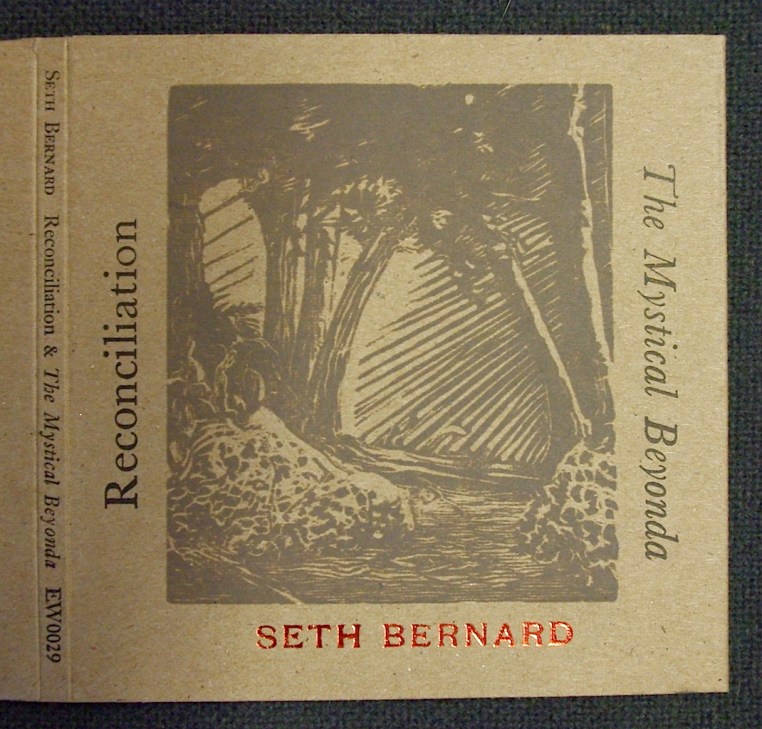 SETH BERNARD Reconciliation & The Mystical Beyonda EW0029
Reconciliation
The Mystical Beyonda
SETH BERNARD